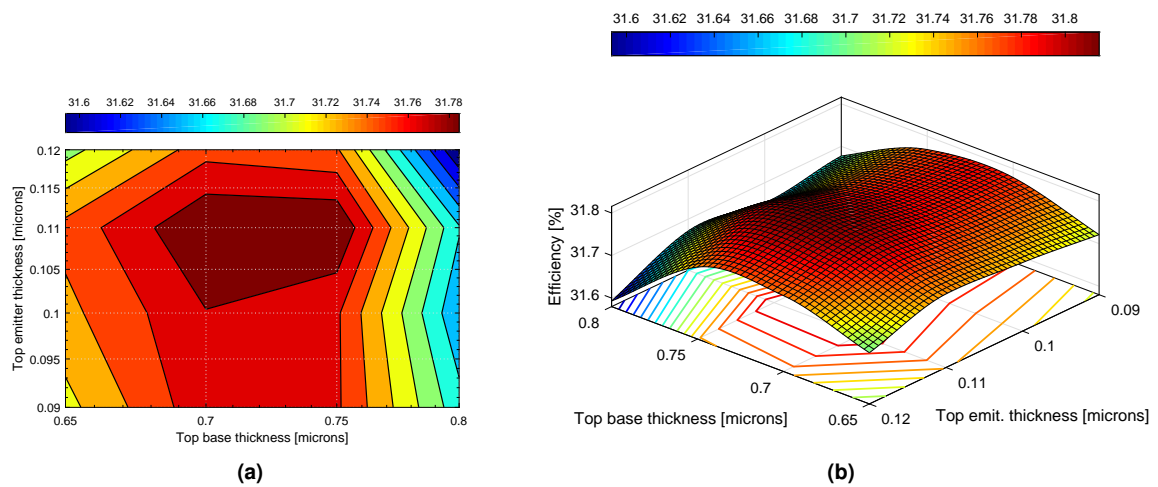 31.6 31.62 31.64 31.66 31.68 31.7 31.72 31.74 31.76 31.78
0.12
0.115
0.11
0.105
0.1
0.095
0.09
Top emitter thickness [microns]
0.65 0.7 0.75 0.8
Top base thickness [microns]
(a)
31.6 31.62 31.64 31.66 31.68 31.7 31.72 31.74 31.76 31.78 31.8
31.8
31.7
31.6
Efficiency [%]
0.8
0.75
0.7
0.65
Top base thickness [microns]
0.09
0.1
0.11
0.12
Top emit. thickness [microns]
(b)